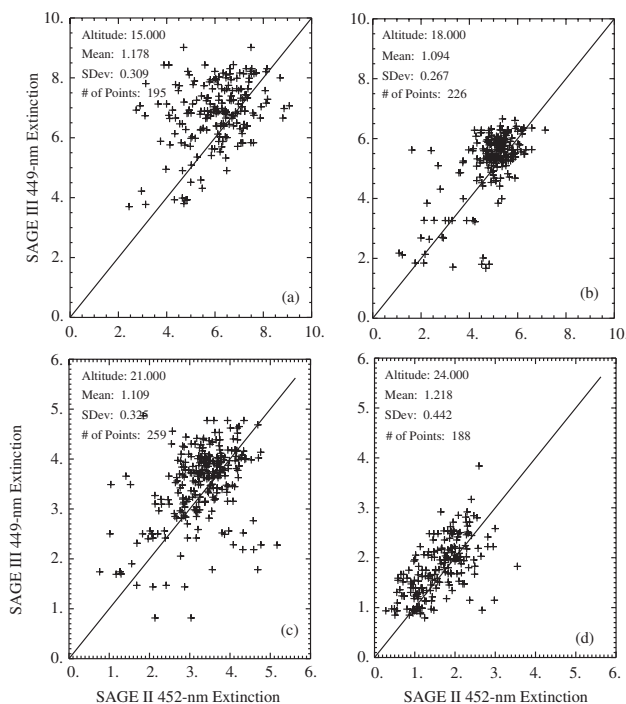 10.
8.
6.
4.
2.
0.
SAGE III 449-nm Extinction
Altitude: 15.000
Mean: 1.178
SDev: 0.309
# of Points: 195
(a)
0. 2. 4. 6. 8. 10.
10.
8.
6.
4.
2.
0.
Altitude: 18.000
Mean: 1.094
SDev: 0.267
# of Points: 226
(b)
0. 2. 4. 6. 8. 10.
6.
5.
4.
3.
2.
1.
0.
SAGE III 449-nm Extinction
Altitude: 21.000
Mean: 1.109
SDev: 0.326
# of Points: 259
(c)
0. 1. 2. 3. 4. 5. 6.
SAGE II 452-nm Extinction
6.
5.
4.
3.
2.
1.
0.
Altitude: 24.000
Mean: 1.218
SDev: 0.442
# of Points: 188
(d)
0. 1. 2. 3. 4. 5. 6.
SAGE II 452-nm Extinction